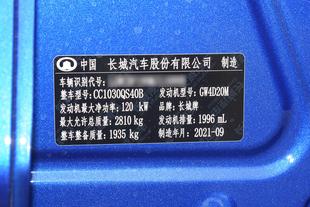 中国 长城汽车股份有限公司 制造
车辆识别代号:
整车型号:CC1030QS40B 发动机型号:GW4D20M
发动机最大净功率:120 kW 品牌:长城牌
最大允许总质量:2810 kg 发动机排量:1996 mL
整车整备质量:1935 kg 制造年月:2021-09